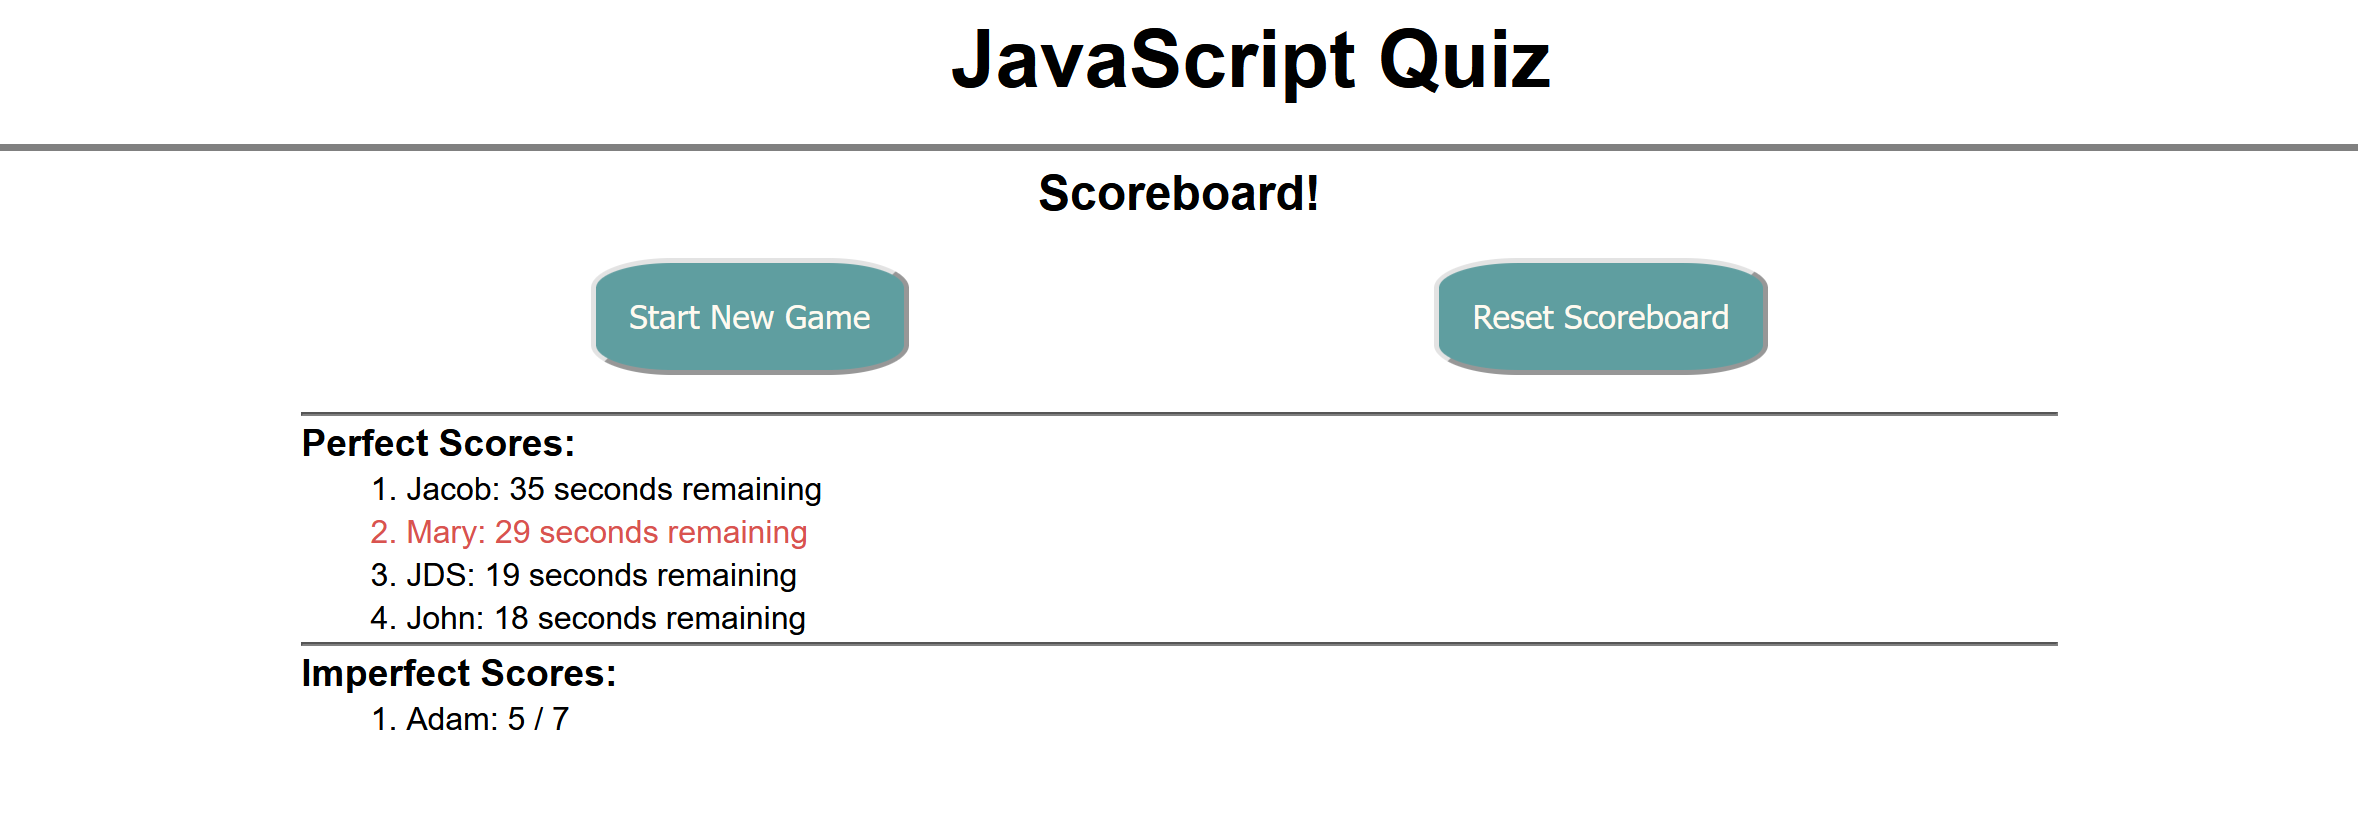 JavaScript Quiz
Scoreboard!
Start New Game
Reset Scoreboard
Perfect Scores:
1. Jacob: 35 seconds remaining
2. Mary: 29 seconds remaining
3. JDS: 19 seconds remaining
4. John: 18 seconds remaining
Imperfect Scores:
1. Adam: 5 / 7